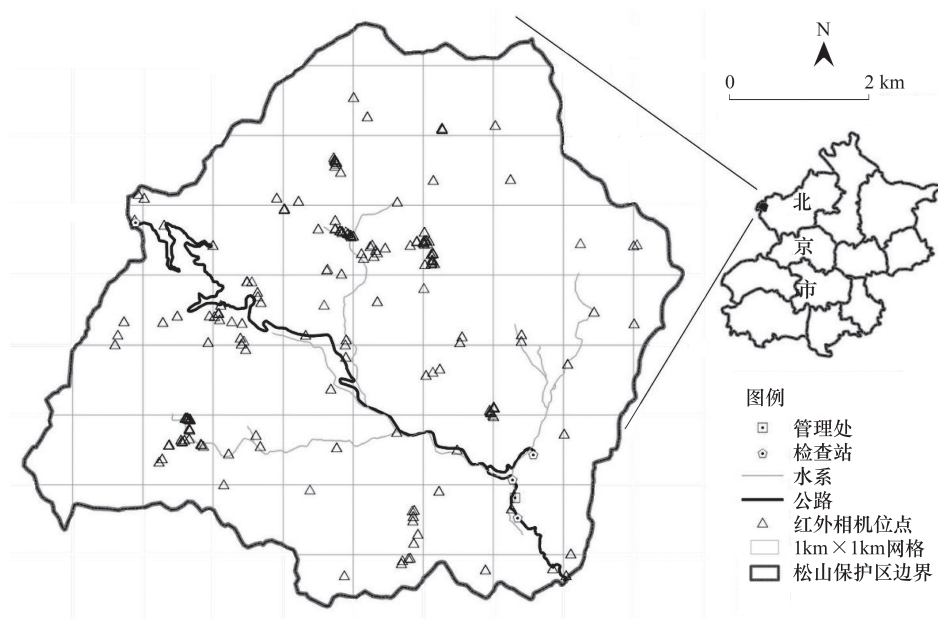 N
0 2 km
北
京
市
图例
管理处
检查站
水系
公路
红外相机位点
1km×1km网格
松山保护区边界